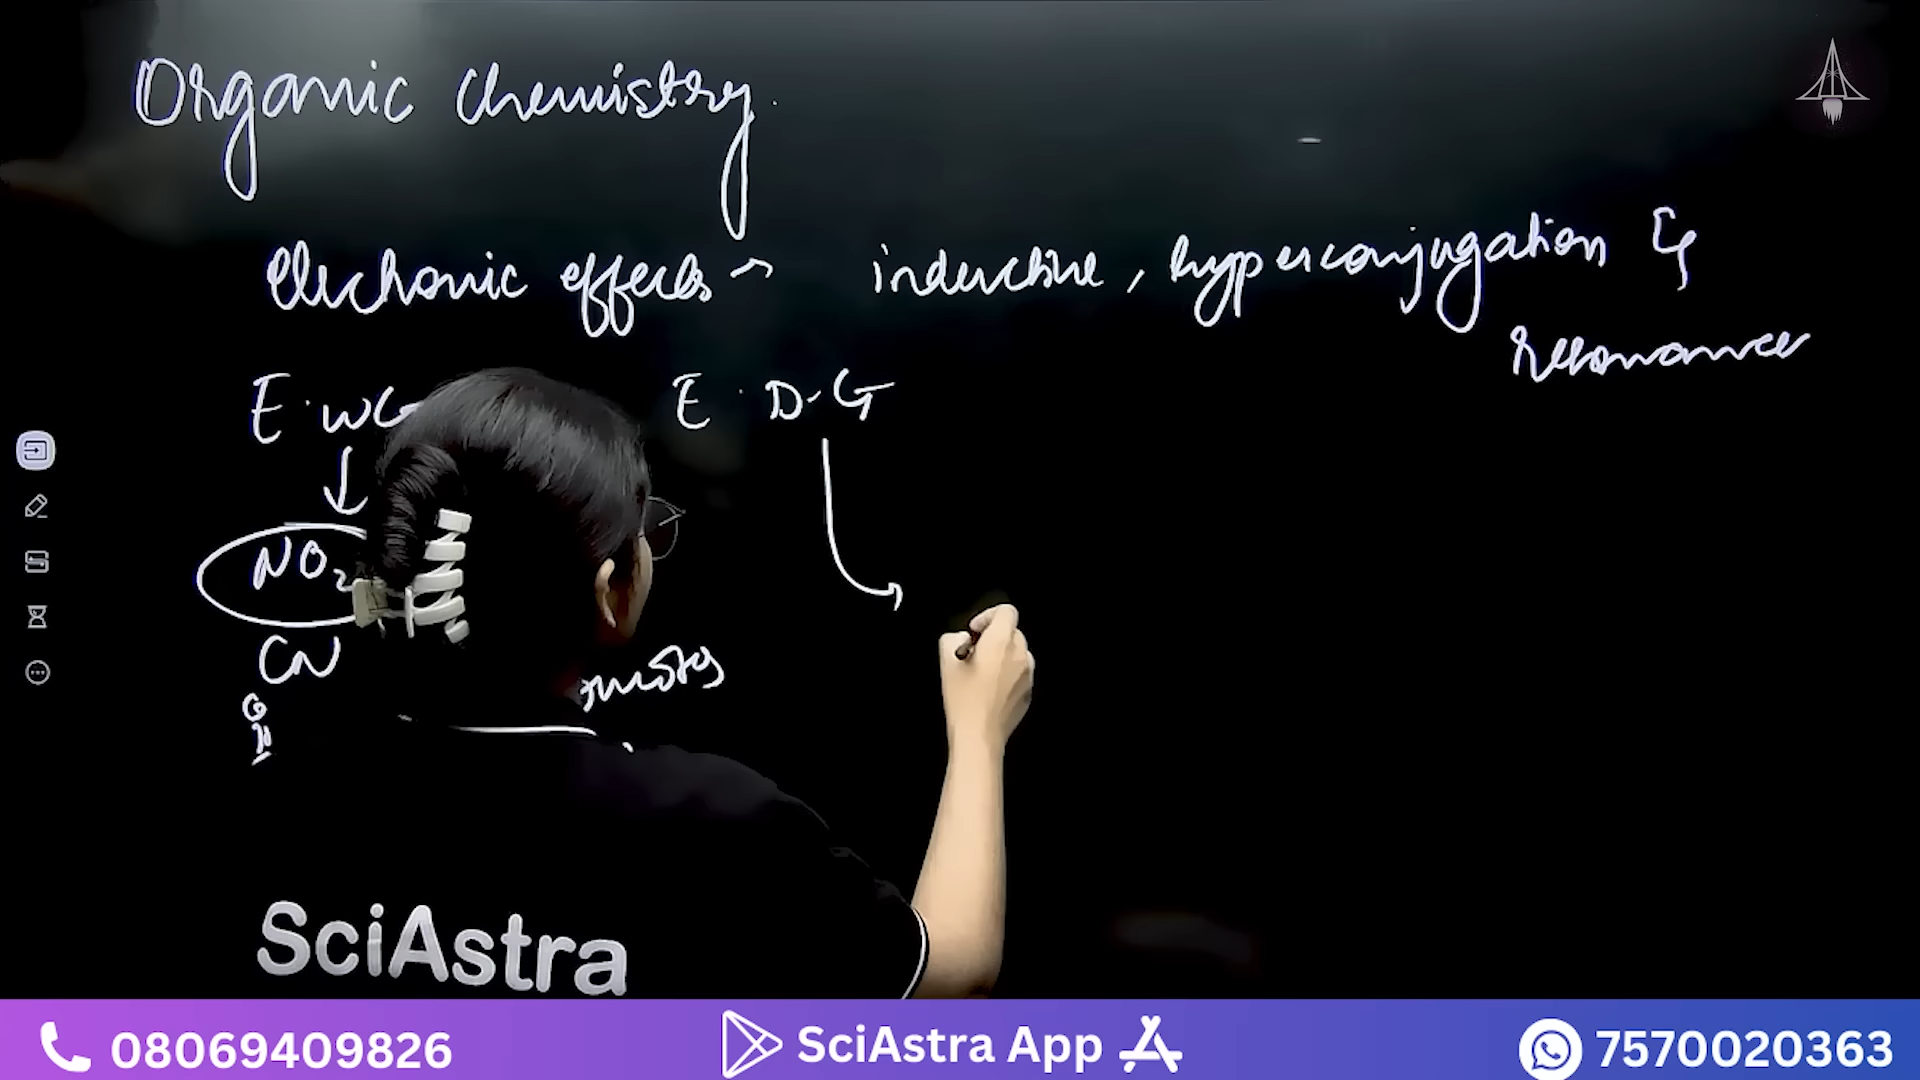 Organic Chemistry.
Electronic effects → inductive, hyperconjugation &
resonance
E. WG E. D. G
NO2
CN
SciAstra
08069409826 SciAstra App 7570020363